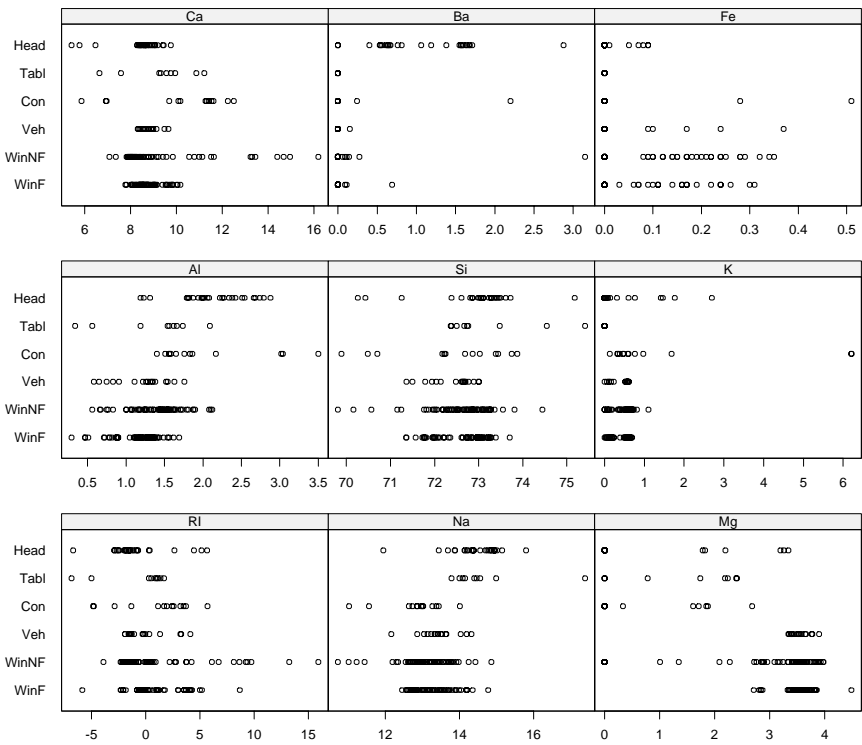 Ca Ba Fe
Head
Tabl
Con
Veh
WinNF
WinF
6 8 10 12 14 16 0.0 0.5 1.0 1.5 2.0 2.5 3.0 0.0 0.1 0.2 0.3 0.4 0.5
Al Si K
Head
Tabl
Con
Veh
WinNF
WinF
0.5 1.0 1.5 2.0 2.5 3.0 3.5 70 71 72 73 74 75 0 1 2 3 4 5 6
RI Na Mg
Head
Tabl
Con
Veh
WinNF
WinF
-5 0 5 10 15 12 14 16 0 1 2 3 4